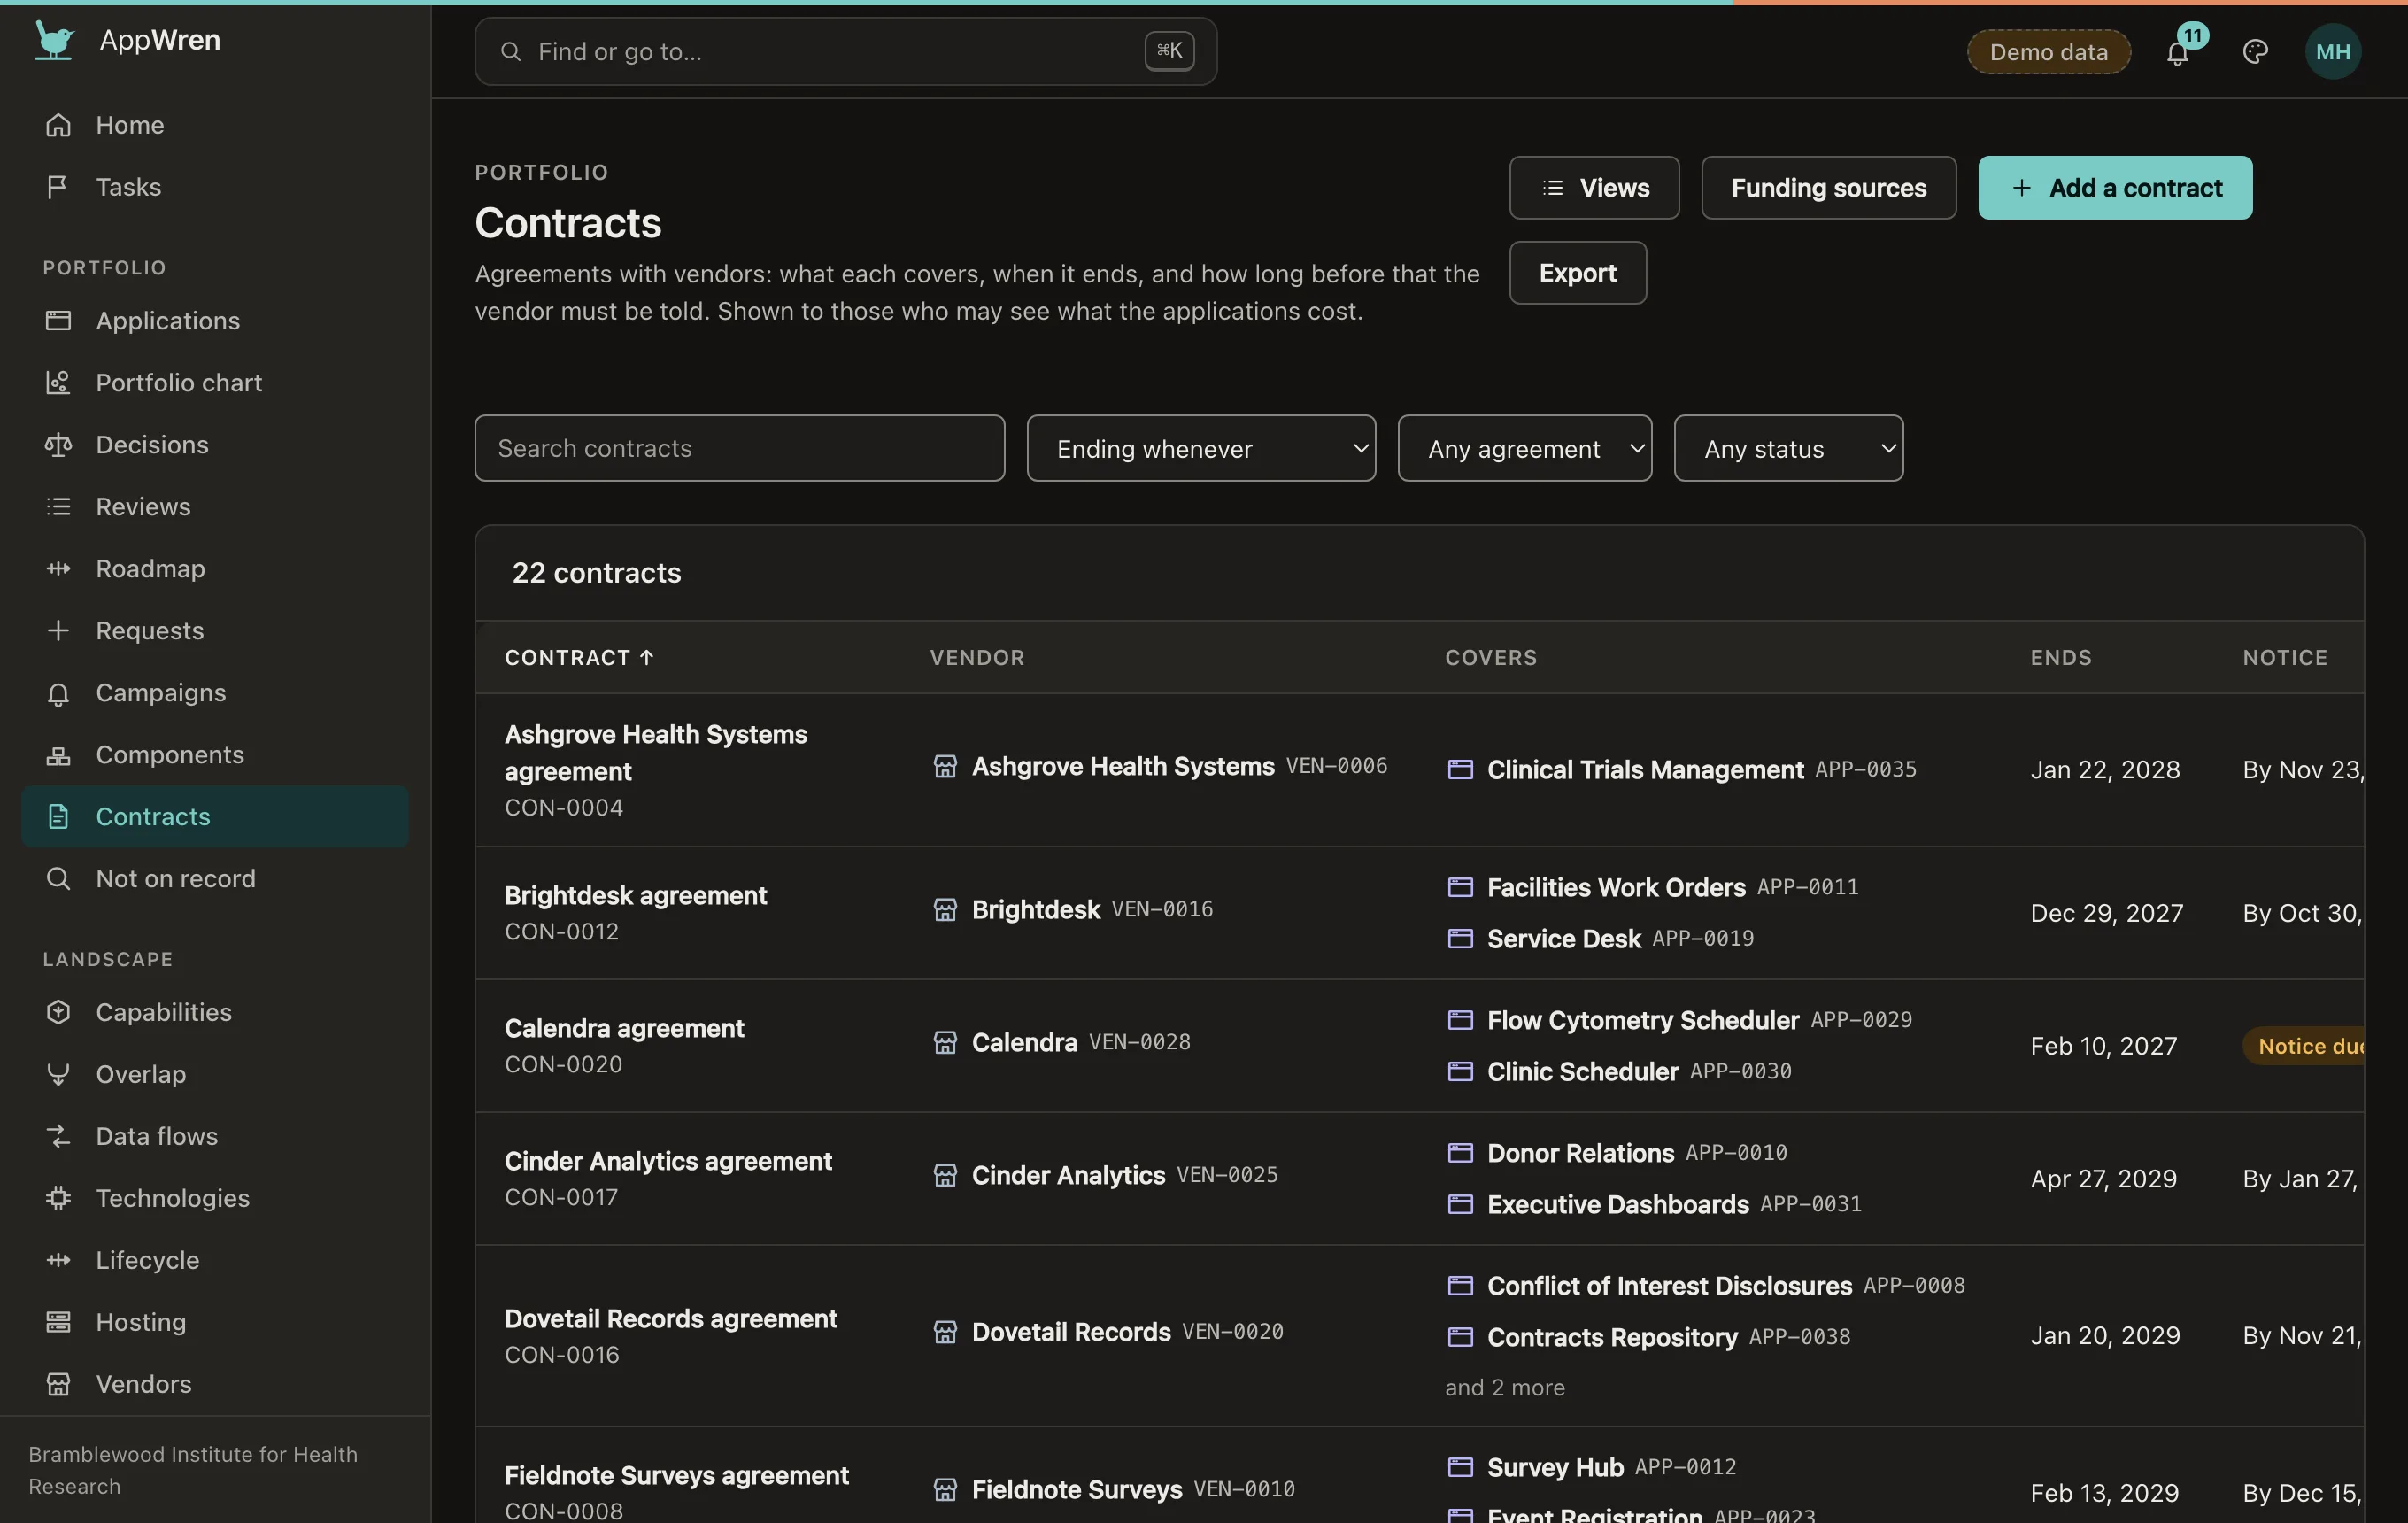 AppWren
Find or go to...
⌘K
Demo data
11
MH
Home
Tasks
PORTFOLIO
Applications
Portfolio chart
Decisions
Reviews
Roadmap
Requests
Campaigns
Components
Contracts
Not on record
LANDSCAPE
Capabilities
Overlap
Data flows
Technologies
Lifecycle
Hosting
Vendors
Bramblewood Institute for Health
Research
PORTFOLIO
Contracts
Agreements with vendors: what each covers, when it ends, and how long before that the
vendor must be told. Shown to those who may see what the applications cost.
Views
Funding sources
Add a contract
Export
Search contracts
Ending whenever
Any agreement
Any status
22 contracts
CONTRACT ↑ VENDOR COVERS ENDS NOTICE
Ashgrove Health Systems
agreement
CON-0004
Ashgrove Health Systems VEN-0006
Clinical Trials Management APP-0035
Jan 22, 2028
By Nov 23,
Brightdesk agreement
CON-0012
Brightdesk VEN-0016
Facilities Work Orders APP-0011
Service Desk APP-0019
Dec 29, 2027
By Oct 30,
Calendra agreement
CON-0020
Calendra VEN-0028
Flow Cytometry Scheduler APP-0029
Clinic Scheduler APP-0030
Feb 10, 2027
Notice due
Cinder Analytics agreement
CON-0017
Cinder Analytics VEN-0025
Donor Relations APP-0010
Executive Dashboards APP-0031
Apr 27, 2029
By Jan 27,
Dovetail Records agreement
CON-0016
Dovetail Records VEN-0020
Conflict of Interest Disclosures APP-0008
Contracts Repository APP-0038
and 2 more
Jan 20, 2029
By Nov 21,
Fieldnote Surveys agreement
CON-0008
Fieldnote Surveys VEN-0010
Survey Hub APP-0012
Event Registration APP-0023
Feb 13, 2029
By Dec 15,